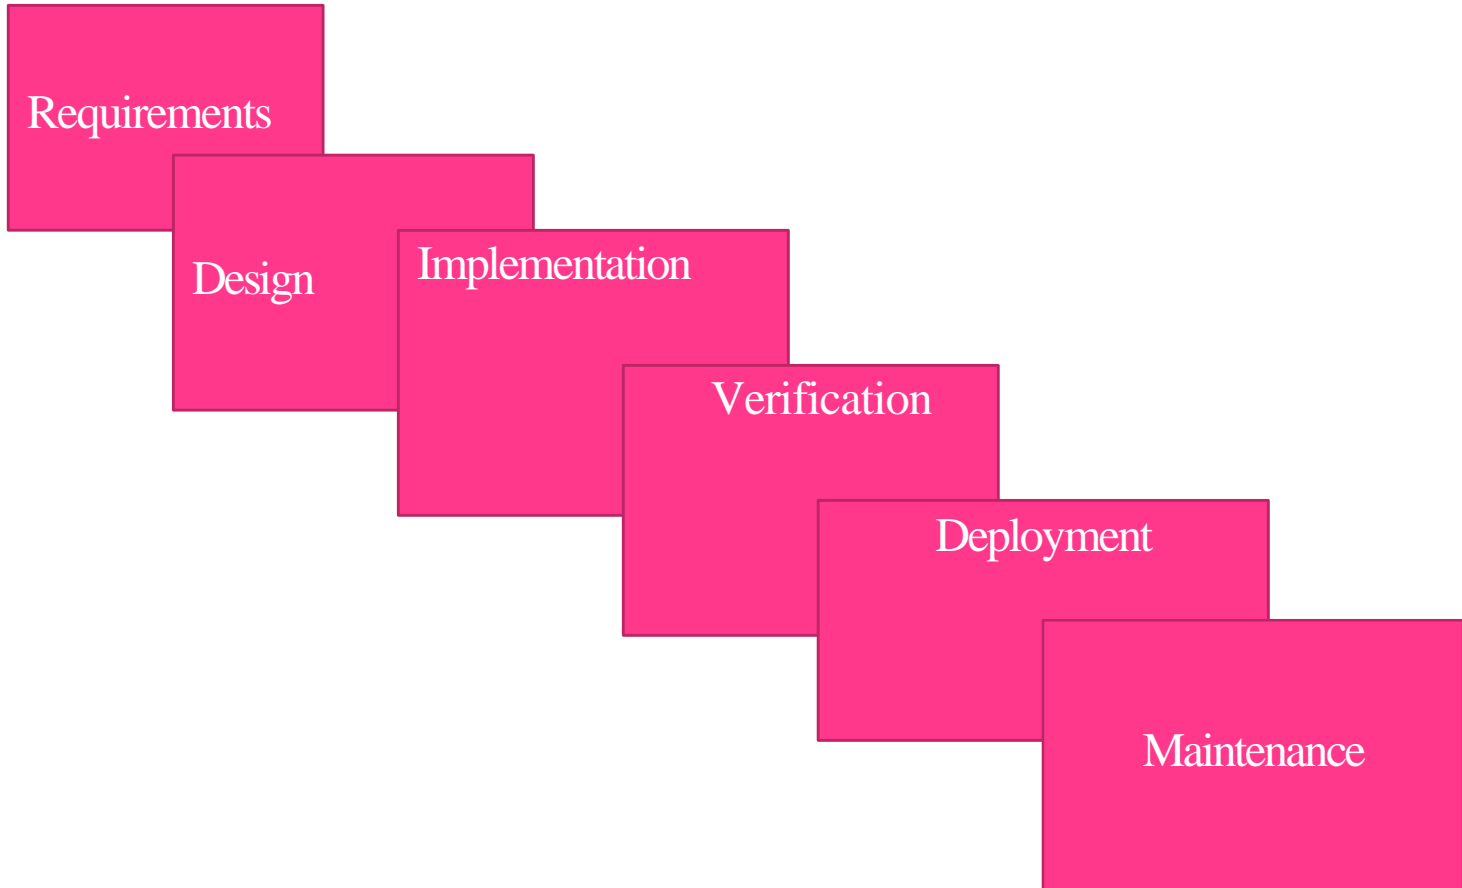 Requirements
Design
Implementation
Verification
Deployment
Maintenance